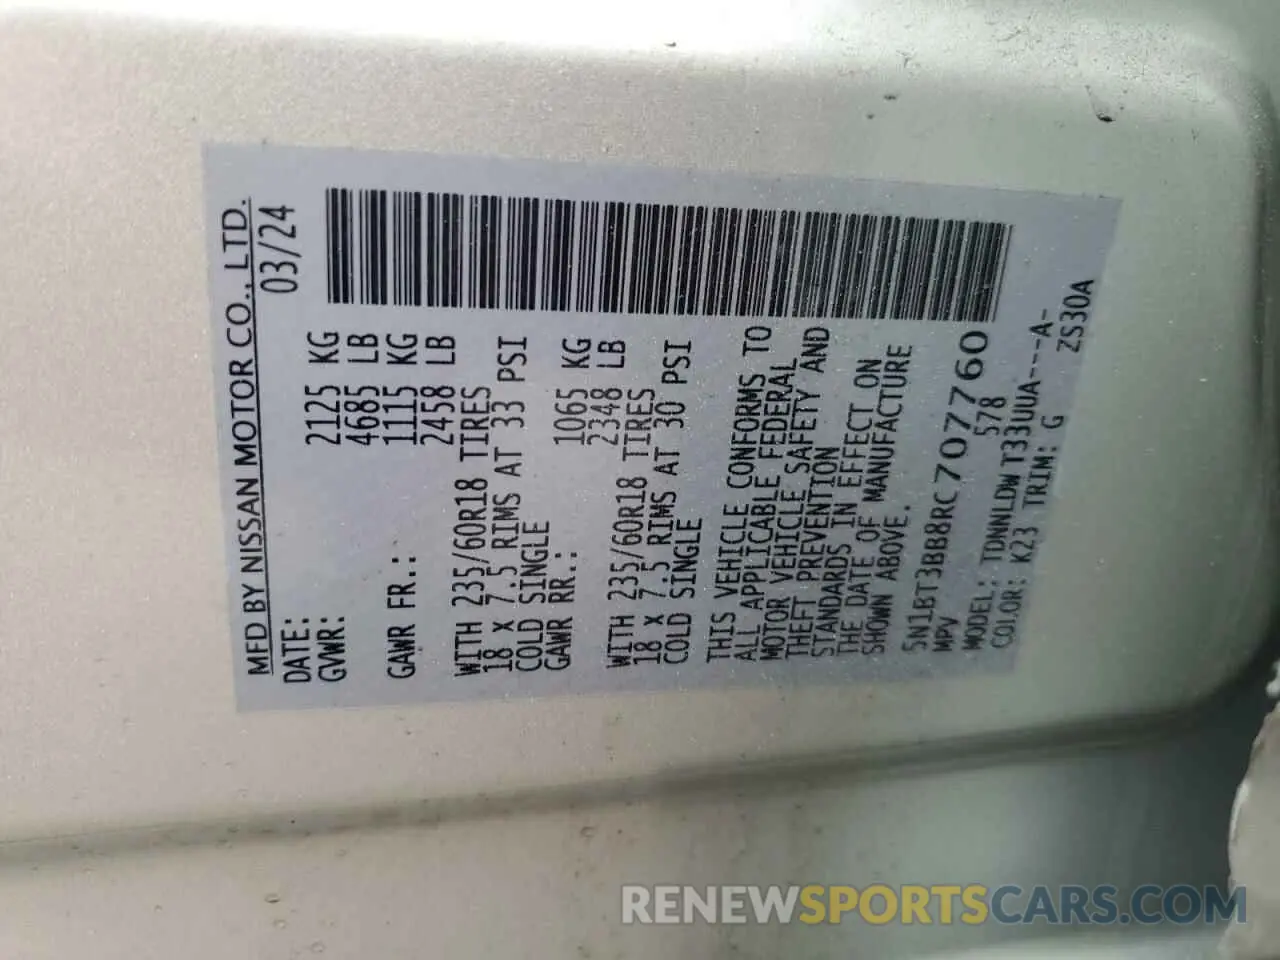 MFD BY NISSAN MOTOR CO., LTD.
DATE: 03/24
GVWR: 2125 KG
4685 LB
GAWR FR.: 1115 KG
2458 LB
WITH 235/60R18 TIRES
18 X 7.5 RIMS AT 33 PSI
COLD SINGLE
GAWR RR.: 1065 KG
2348 LB
WITH 235/60R18 TIRES
18 X 7.5 RIMS AT 30 PSI
COLD SINGLE
THIS VEHICLE CONFORMS TO
ALL APPLICABLE FEDERAL
MOTOR VEHICLE SAFETY AND
THEFT PREVENTION
STANDARDS IN EFFECT ON
THE DATE OF MANUFACTURE
SHOWN ABOVE.
5N1BT3BB8RC707760
MPV 578
MODEL: TDNNLDW T33UUA---A-
COLOR: K23 TRIM: G ZS30A
RENEWSPORTSCARS.COM